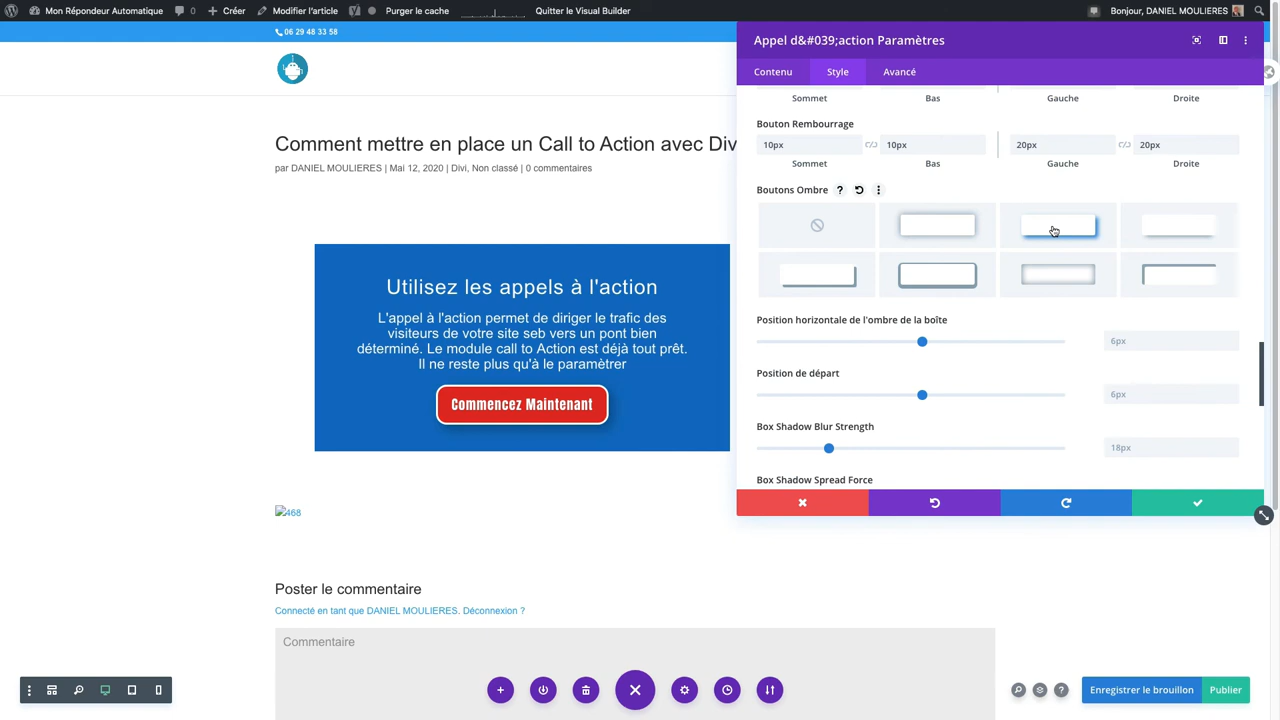 Mon Répondeur Automatique 0 Créer Modifier l'article Purger le cache Quitter le Visual Builder Bonjour, DANIEL MOULIERES
06 29 48 33 58
Comment mettre en place un Call to Action avec Div
par DANIEL MOULIERES | Mai 12, 2020 | Divi, Non classé | 0 commentaires
Utilisez les appels à l'action
L'appel à l'action permet de diriger le trafic des
visiteurs de votre site seb vers un pont bien
déterminé. Le module call to Action est déjà tout prêt.
Il ne reste plus qu'à le paramètrer
Commencez Maintenant
468
Poster le commentaire
Connecté en tant que DANIEL MOULIERES. Déconnexion ?
Commentaire
Appel d&#039;action Paramètres
Contenu Style Avancé
Sommet Bas Gauche Droite
Bouton Rembourrage
10px 10px 20px 20px
Sommet Bas Gauche Droite
Boutons Ombre ?
Position horizontale de l'ombre de la boîte
6px
Position de départ
6px
Box Shadow Blur Strength
18px
Box Shadow Spread Force
? Enregistrer le brouillon Publier